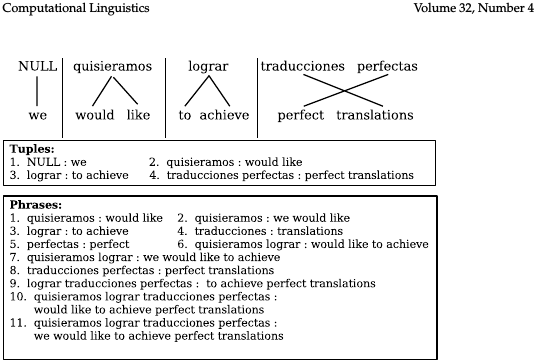 Computational Linguistics Volume 32, Number 4
NULL quisieramos lograr traducciones perfectas
we would like to achieve perfect translations
Tuples:
1. NULL : we 2. quisieramos : would like
3. lograr : to achieve 4. traducciones perfectas : perfect translations
Phrases:
1. quisieramos : would like 2. quisieramos : we would like
3. lograr : to achieve 4. traducciones : translations
5. perfectas : perfect 6. quisieramos lograr : would like to achieve
7. quisieramos lograr : we would like to achieve
8. traducciones perfectas : perfect translations
9. lograr traducciones perfectas : to achieve perfect translations
10. quisieramos lograr traducciones perfectas :
would like to achieve perfect translations
11. quisieramos lograr traducciones perfectas :
we would like to achieve perfect translations